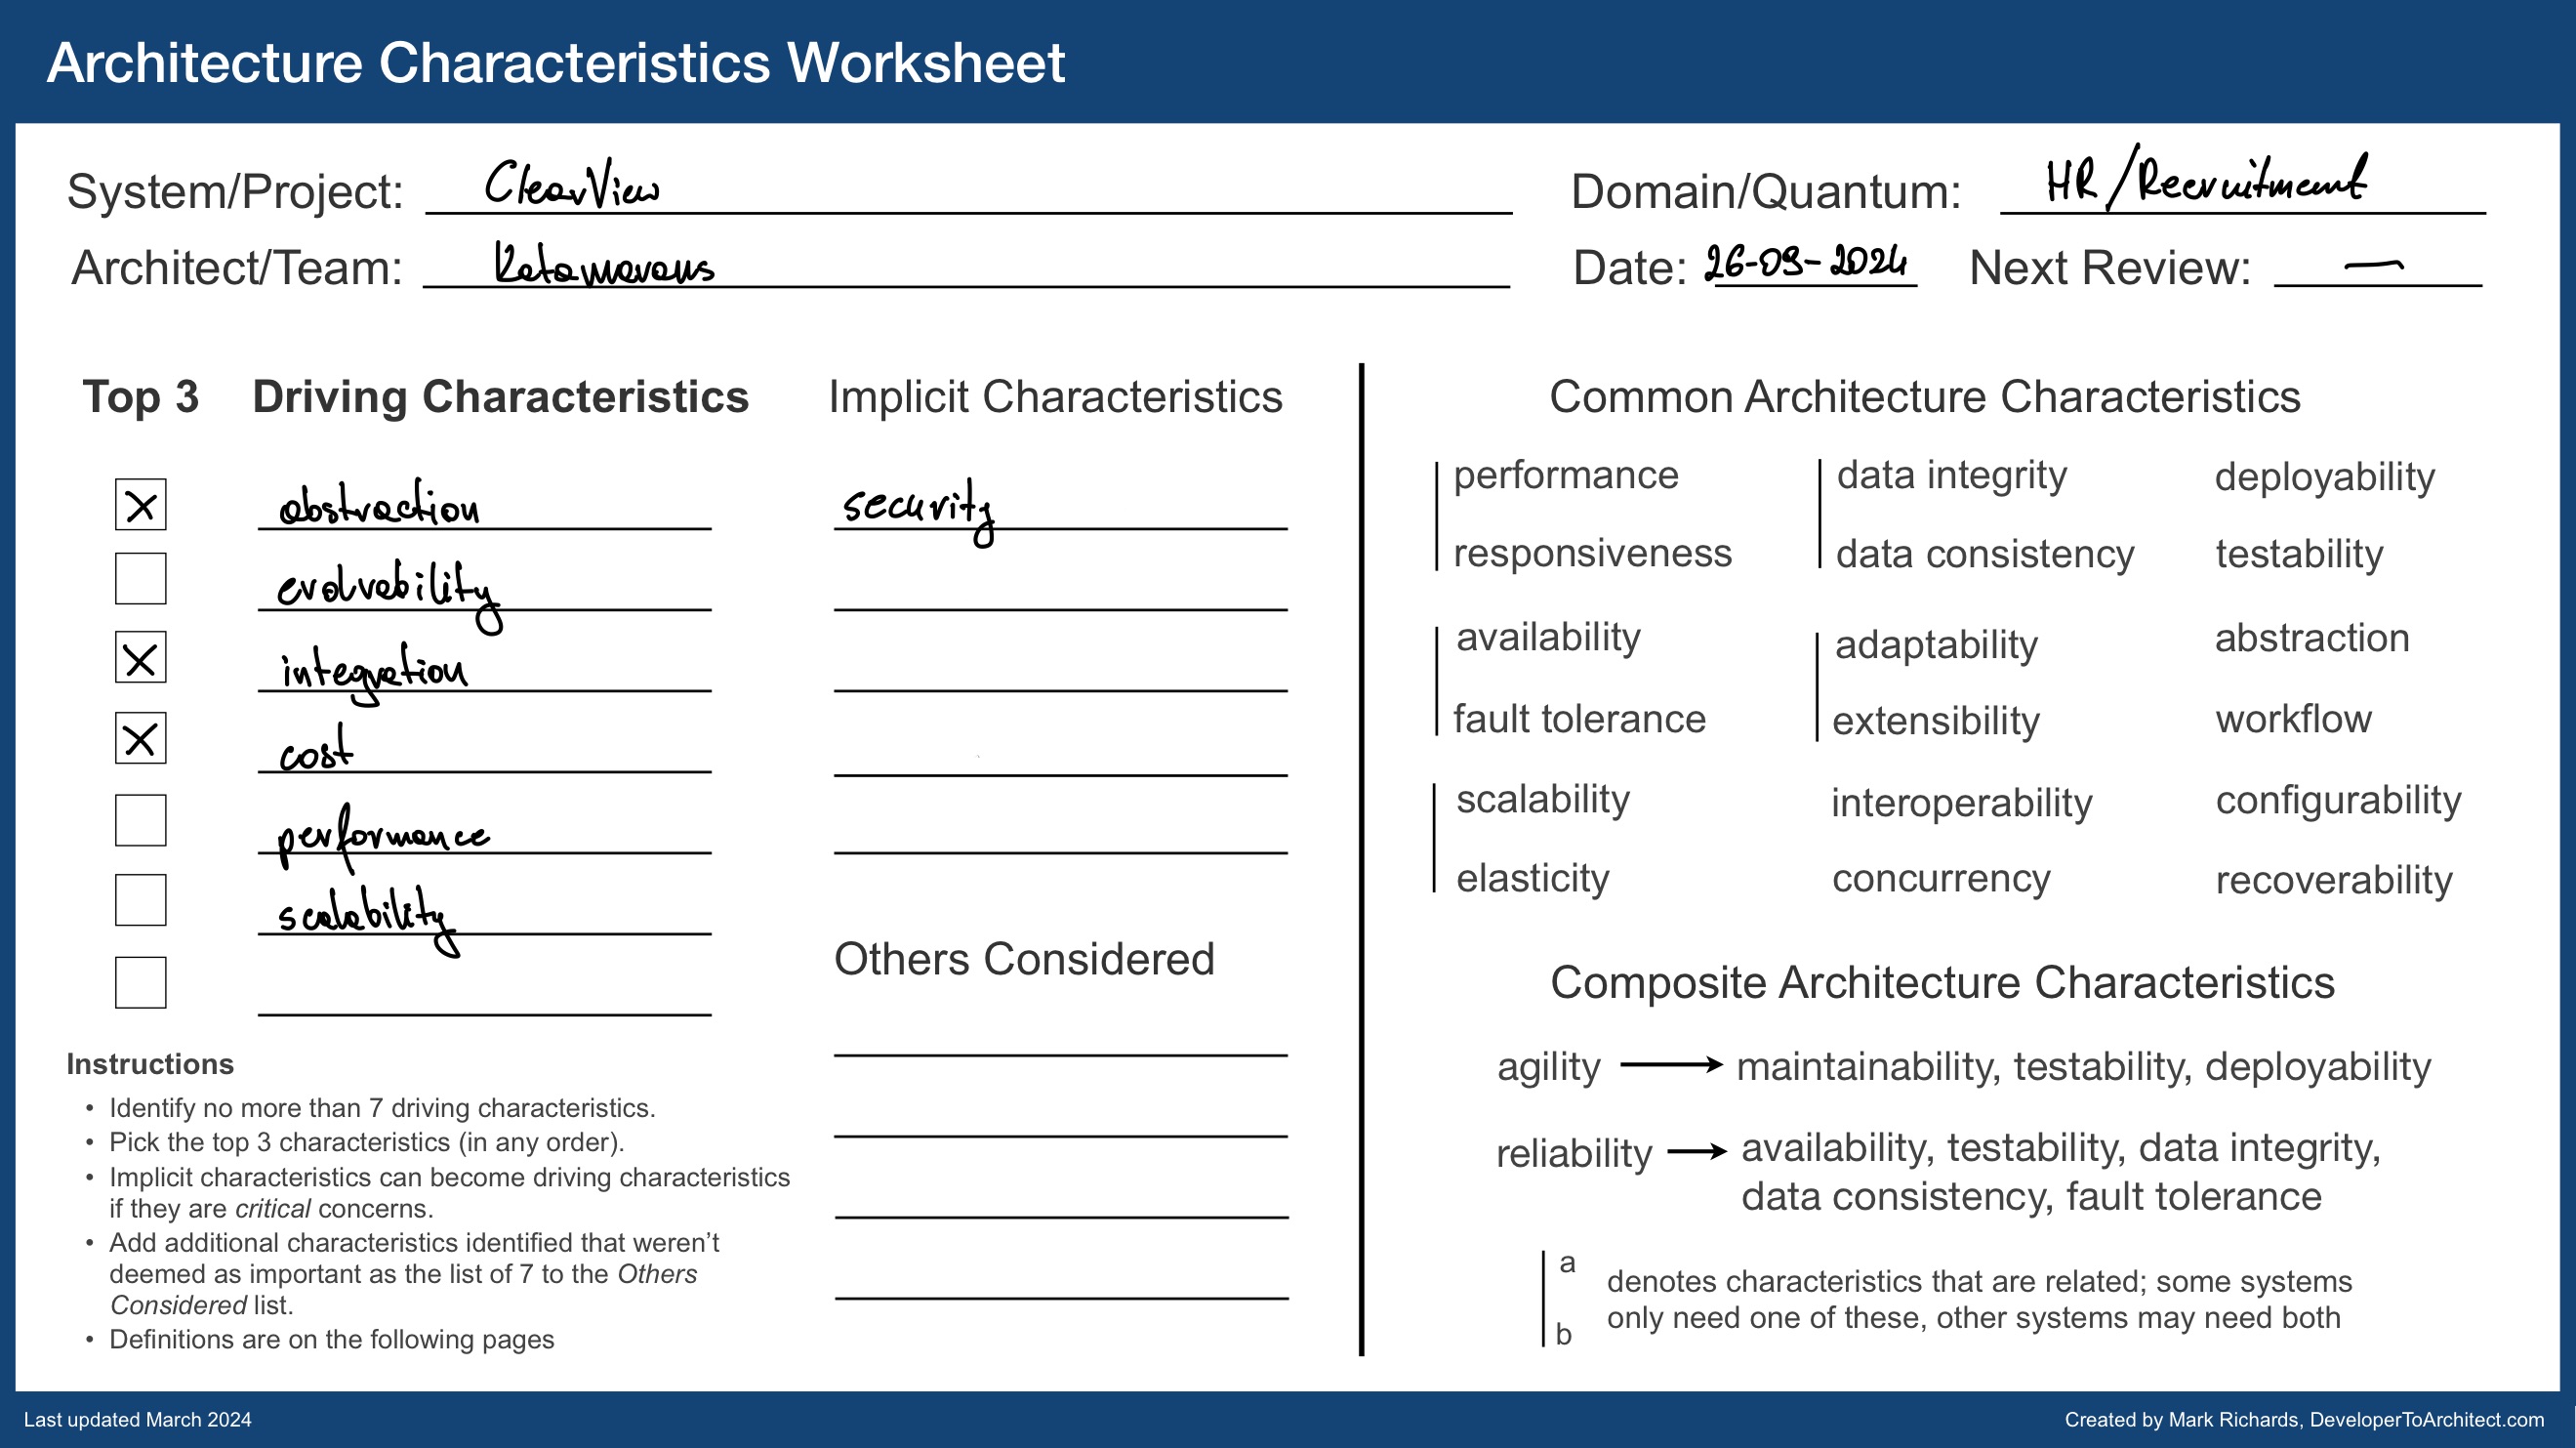 Architecture Characteristics Worksheet
System/Project: ClearView
Domain/Quantum: HR/Recruitment
Architect/Team: Katamarans
Date: 26-09-2024 Next Review: —
Top 3 Driving Characteristics
X abstraction
evolvability
X integration
X cost
performance
scalability
Implicit Characteristics
security
Others Considered
Instructions
• Identify no more than 7 driving characteristics.
• Pick the top 3 characteristics (in any order).
• Implicit characteristics can become driving characteristics
if they are critical concerns.
• Add additional characteristics identified that weren't
deemed as important as the list of 7 to the Others
Considered list.
• Definitions are on the following pages
Common Architecture Characteristics
performance data integrity deployability
responsiveness data consistency testability
availability adaptability abstraction
fault tolerance extensibility workflow
scalability interoperability configurability
elasticity concurrency recoverability
Composite Architecture Characteristics
agility → maintainability, testability, deployability
reliability → availability, testability, data integrity,
data consistency, fault tolerance
a
b
denotes characteristics that are related; some systems
only need one of these, other systems may need both
Last updated March 2024
Created by Mark Richards, DeveloperToArchitect.com